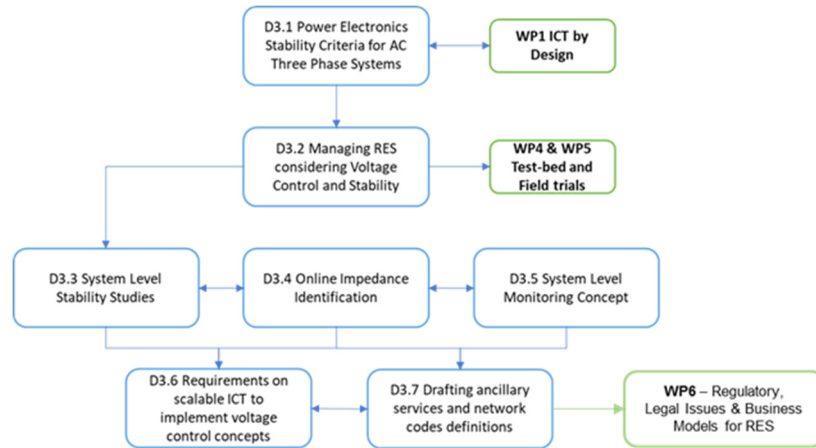 D3.1 Power Electronics
Stability Criteria for AC
Three Phase Systems
WP1 ICT by
Design
D3.2 Managing RES
considering Voltage
Control and Stability
WP4 & WP5
Test-bed and
Field trials
D3.3 System Level
Stability Studies
D3.4 Online Impedance
Identification
D3.5 System Level
Monitoring Concept
D3.6 Requirements on
scalable ICT to
implement voltage
control concepts
D3.7 Drafting ancillary
services and network
codes definitions
WP6 – Regulatory,
Legal Issues & Business
Models for RES